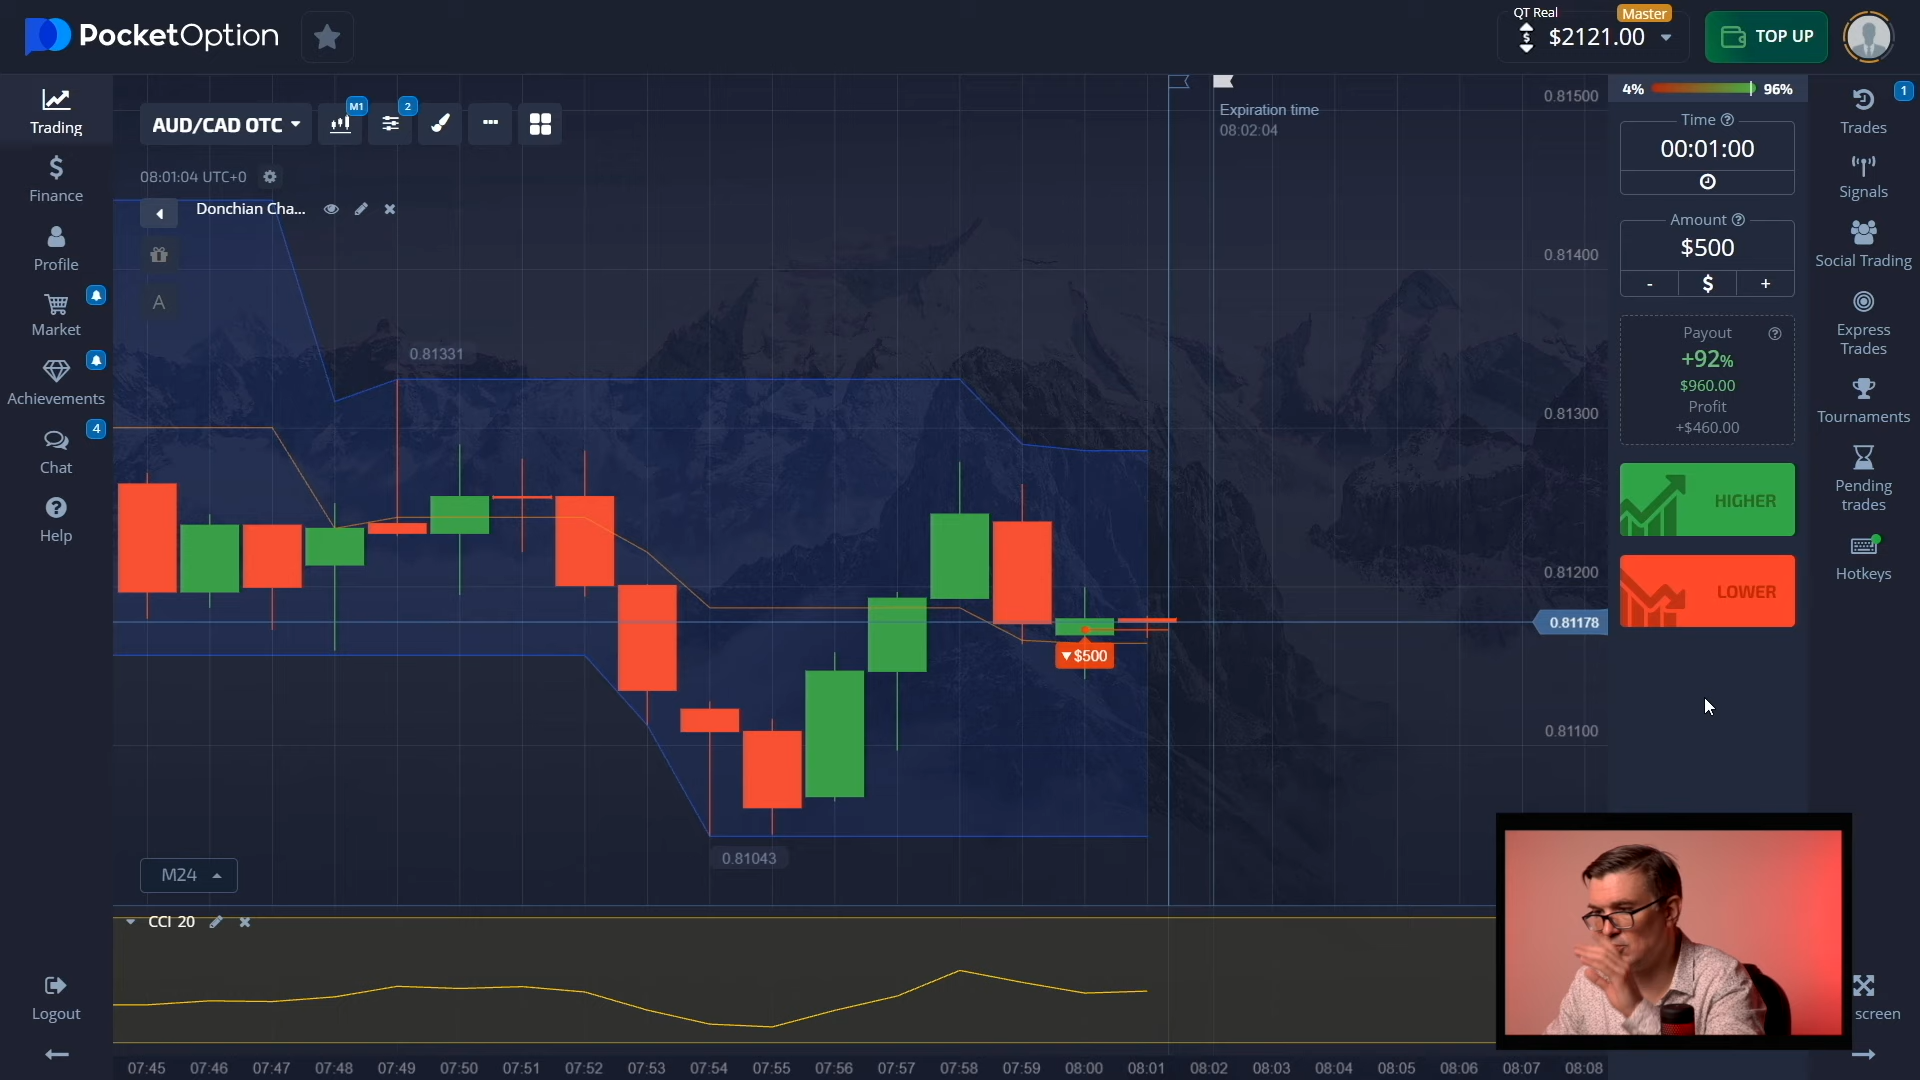 PocketOption
QT Real
Master
$2121.00
TOP UP
Trading
Finance
Profile
Market
Achievements
4
Chat
Help
Logout
AUD/CAD OTC
M1
2
08:01:04 UTC+0
Donchian Cha...
A
Expiration time
08:02:04
0.81500
0.81400
0.81300
0.81200
0.81178
0.81100
0.81331
$500
0.81043
M24
CCI 20
07:45 07:46 07:47 07:48 07:49 07:50 07:51 07:52 07:53 07:54 07:55 07:56 07:57 07:58 07:59 08:00 08:01 08:02 08:03 08:04 08:05 08:06 08:07 08:08
4% 96%
Time
00:01:00
Amount
$500
- $ +
Payout
+92%
$960.00
Profit
+$460.00
HIGHER
LOWER
1
Trades
Signals
Social Trading
Express
Trades
Tournaments
Pending
trades
Hotkeys
screen